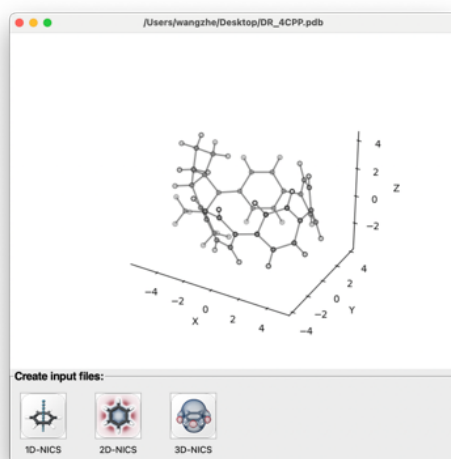 /Users/wangzhe/Desktop/DR_4CPP.pdb
4
2
0
−2
Z
4
2
0
−2
−4
Y
−4
−2
0
2
4
X
Create input files:
1D-NICS 2D-NICS 3D-NICS